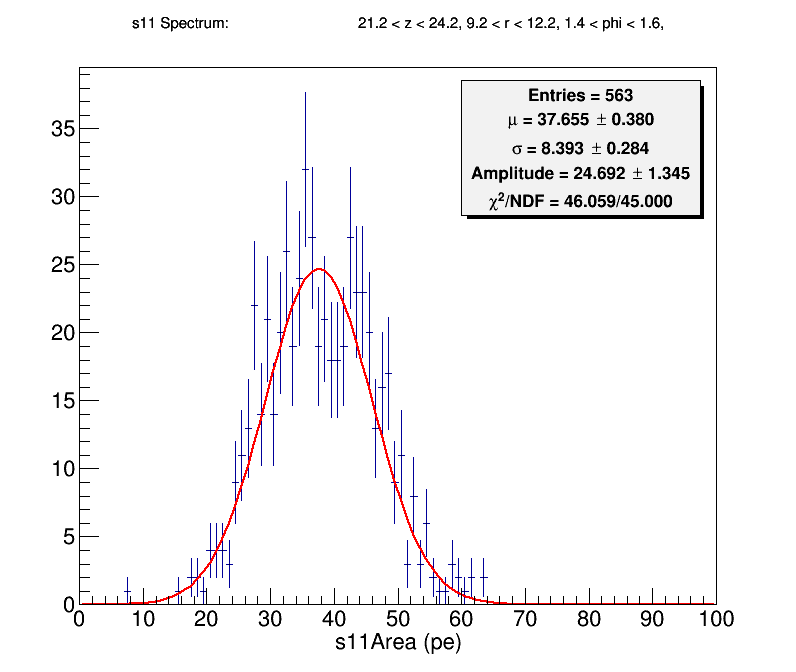 s11 Spectrum: 21.2 < z < 24.2, 9.2 < r < 12.2, 1.4 < phi < 1.6,
Entries = 563
μ = 37.655 ± 0.380
σ = 8.393 ± 0.284
Amplitude = 24.692 ± 1.345
χ²/NDF = 46.059/45.000
35
30
25
20
15
10
5
0
0 10 20 30 40 50 60 70 80 90 100
s11Area (pe)